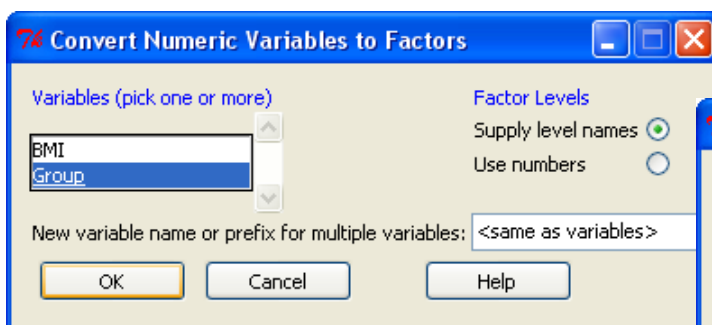 Convert Numeric Variables to Factors
Variables (pick one or more)
BMI
Group
Factor Levels
Supply level names
Use numbers
New variable name or prefix for multiple variables: <same as variables>
OK Cancel Help